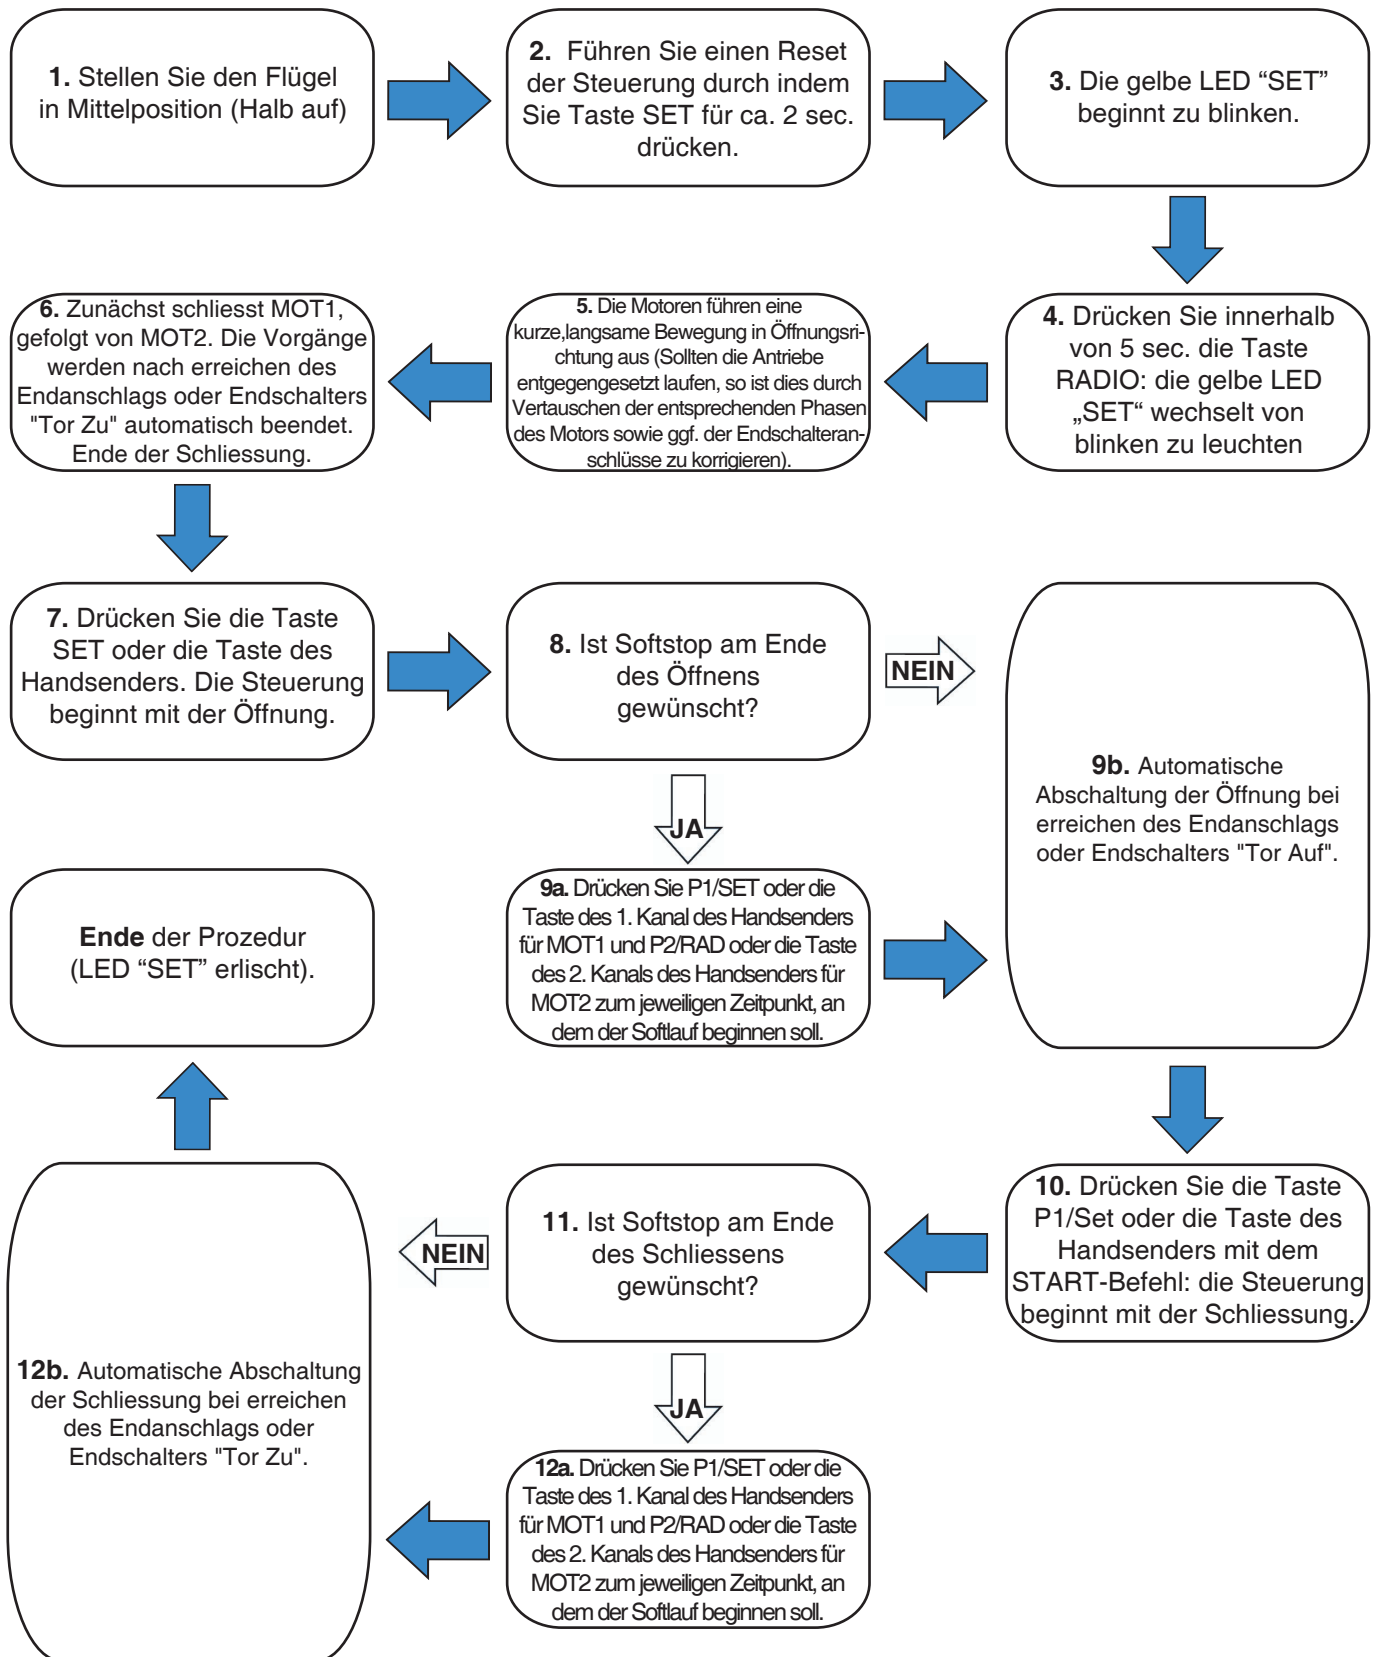 1. Stellen Sie den Flügel
in Mittelposition (Halb auf)
2. Führen Sie einen Reset
der Steuerung durch indem
Sie Taste SET für ca. 2 sec.
drücken.
3. Die gelbe LED “SET”
beginnt zu blinken.
4. Drücken Sie innerhalb
von 5 sec. die Taste
RADIO: die gelbe LED
„SET“ wechselt von
blinken zu leuchten
5. Die Motoren führen eine
kurze,langsame Bewegung in Öffnungsri-
chtung aus (Sollten die Antriebe
entgegengesetzt laufen, so ist dies durch
Vertauschen der entsprechenden Phasen
des Motors sowie ggf. der Endschalteran-
schlüsse zu korrigieren).
6. Zunächst schliesst MOT1,
gefolgt von MOT2. Die Vorgänge
werden nach erreichen des
Endanschlags oder Endschalters
"Tor Zu" automatisch beendet.
Ende der Schliessung.
7. Drücken Sie die Taste
SET oder die Taste des
Handsenders. Die Steuerung
beginnt mit der Öffnung.
8. Ist Softstop am Ende
des Öffnens
gewünscht?
NEIN
JA
9a. Drücken Sie P1/SET oder die
Taste des 1. Kanal des Handsenders
für MOT1 und P2/RAD oder die Taste
des 2. Kanals des Handsenders für
MOT2 zum jeweiligen Zeitpunkt, an
dem der Softlauf beginnen soll.
9b. Automatische
Abschaltung der Öffnung bei
erreichen des Endanschlags
oder Endschalters "Tor Auf".
10. Drücken Sie die Taste
P1/Set oder die Taste des
Handsenders mit dem
START-Befehl: die Steuerung
beginnt mit der Schliessung.
11. Ist Softstop am Ende
des Schliessens
gewünscht?
NEIN
JA
12a. Drücken Sie P1/SET oder die
Taste des 1. Kanal des Handsenders
für MOT1 und P2/RAD oder die Taste
des 2. Kanals des Handsenders für
MOT2 zum jeweiligen Zeitpunkt, an
dem der Softlauf beginnen soll.
12b. Automatische Abschaltung
der Schliessung bei erreichen
des Endanschlags oder
Endschalters "Tor Zu".
Ende der Prozedur
(LED “SET” erlischt).